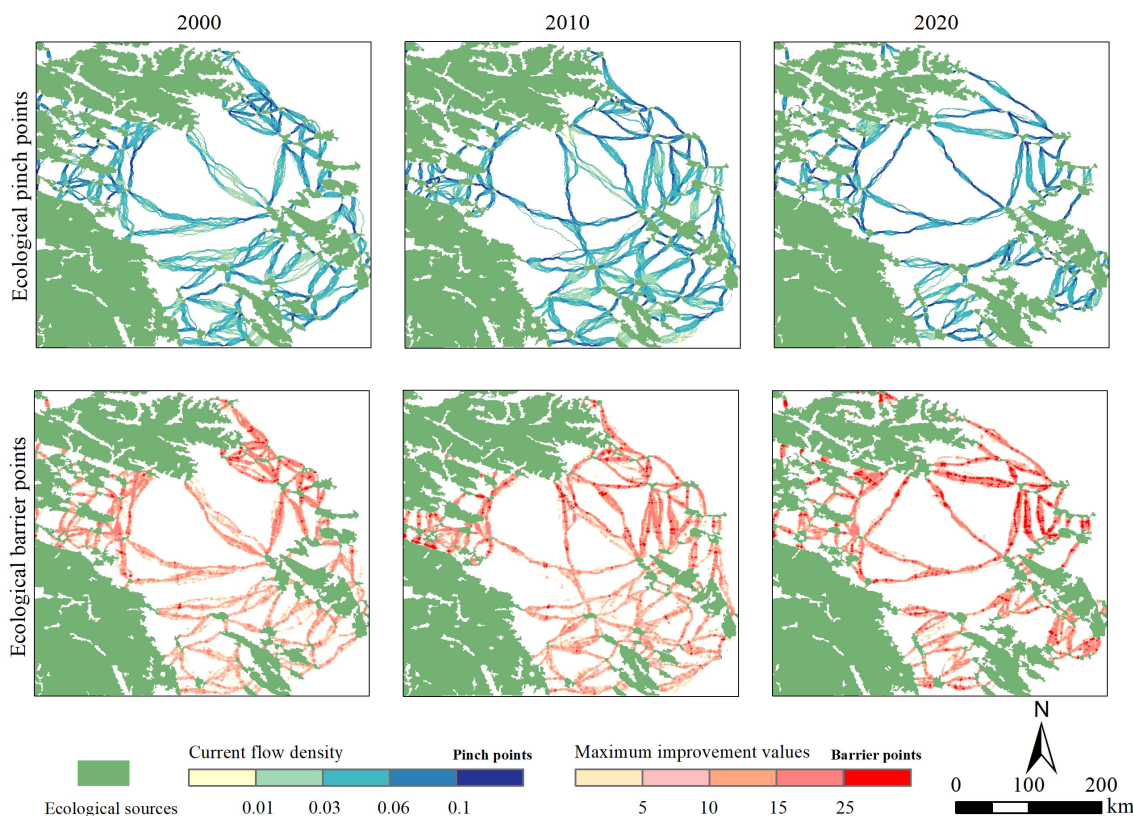 2000 2010 2020
Ecological pinch points
Ecological barrier points
N
Current flow density Pinch points
0.01 0.03 0.06 0.1
Ecological sources
Maximum improvement values Barrier points
5 10 15 25
0 100 200
km